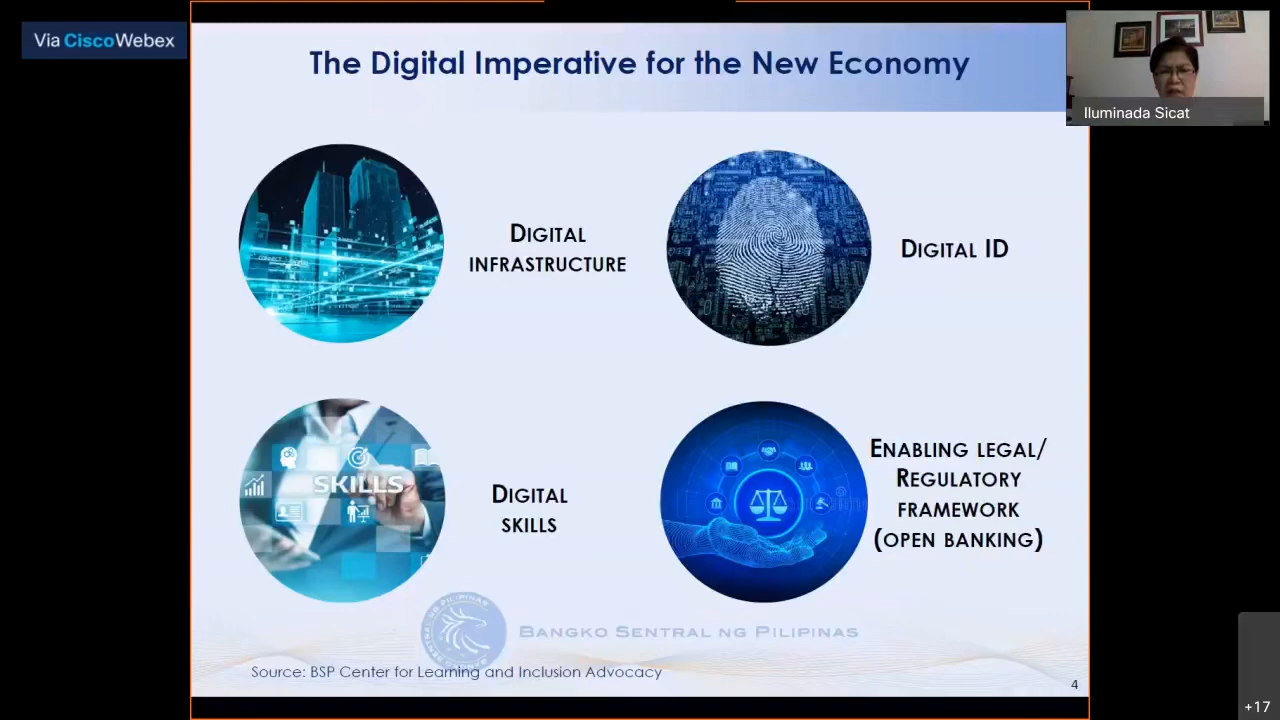 Via CiscoWebex
The Digital Imperative for the New Economy
Iluminada Sicat
DIGITAL
INFRASTRUCTURE
DIGITAL ID
SKILLS
DIGITAL
SKILLS
ENABLING LEGAL/
REGULATORY
FRAMEWORK
(OPEN BANKING)
BANGKO SENTRAL NG PILIPINAS
Source: BSP Center for Learning and Inclusion Advocacy
4
+17